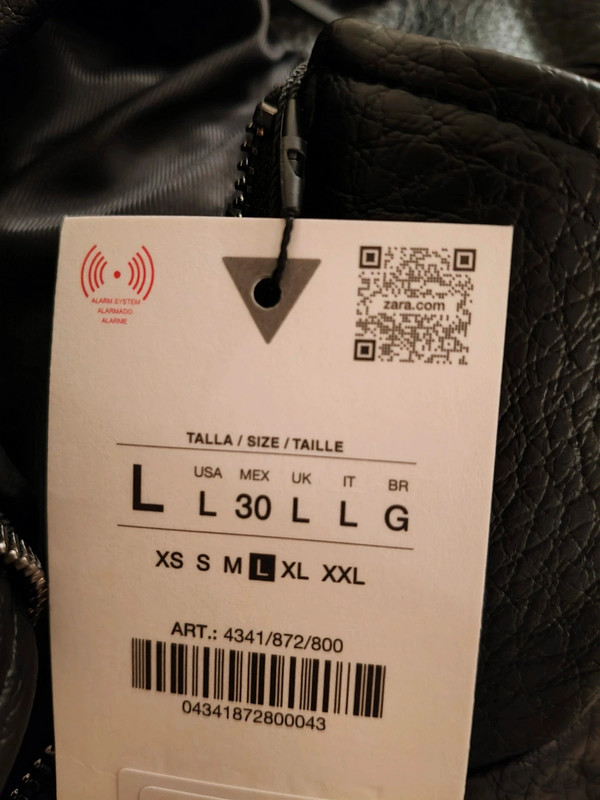 ALARM SYSTEM
ALARMADO
ALARME
zara.com
TALLA / SIZE / TAILLE
L
USA MEX UK IT BR
L 30 L L G
XS S M L XL XXL
ART.: 4341/872/800
04341872800043